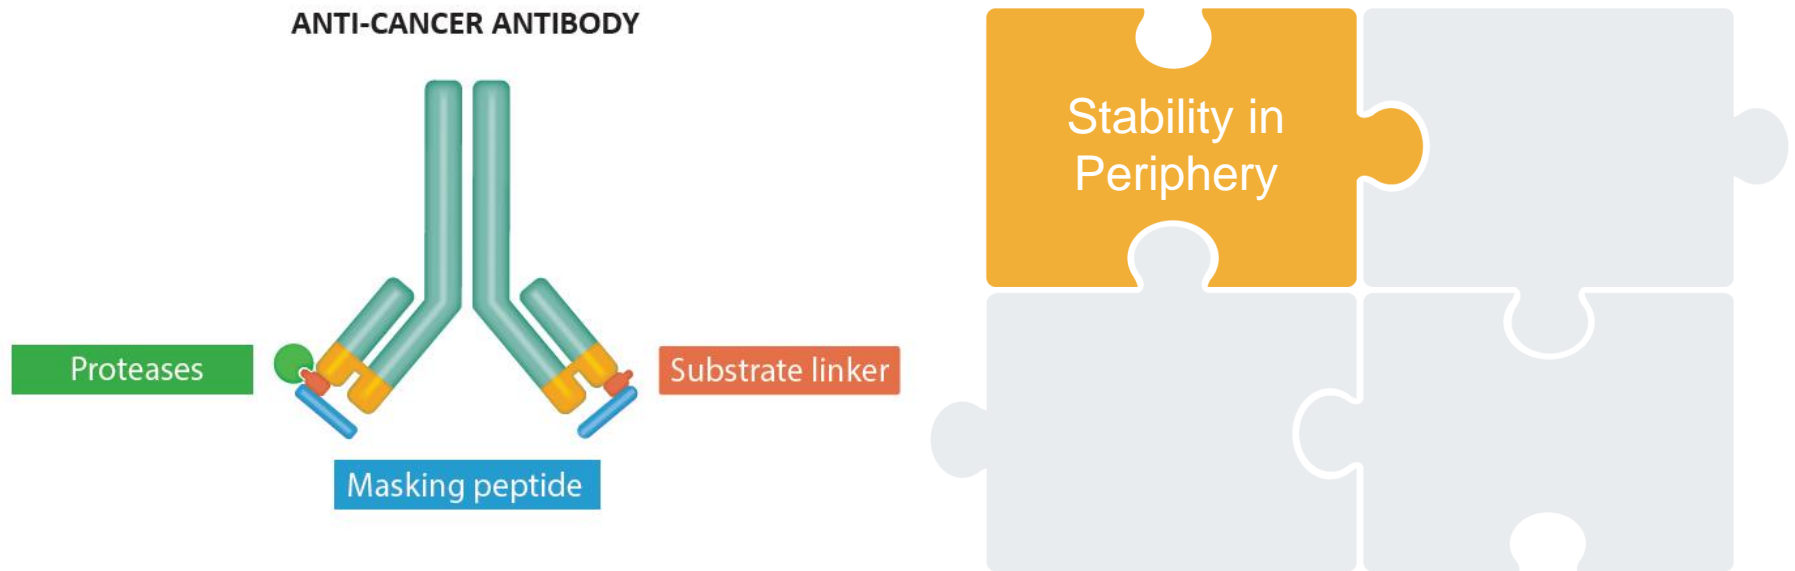 ANTI-CANCER ANTIBODY
Stability in
Periphery
Proteases
Substrate linker
Masking peptide